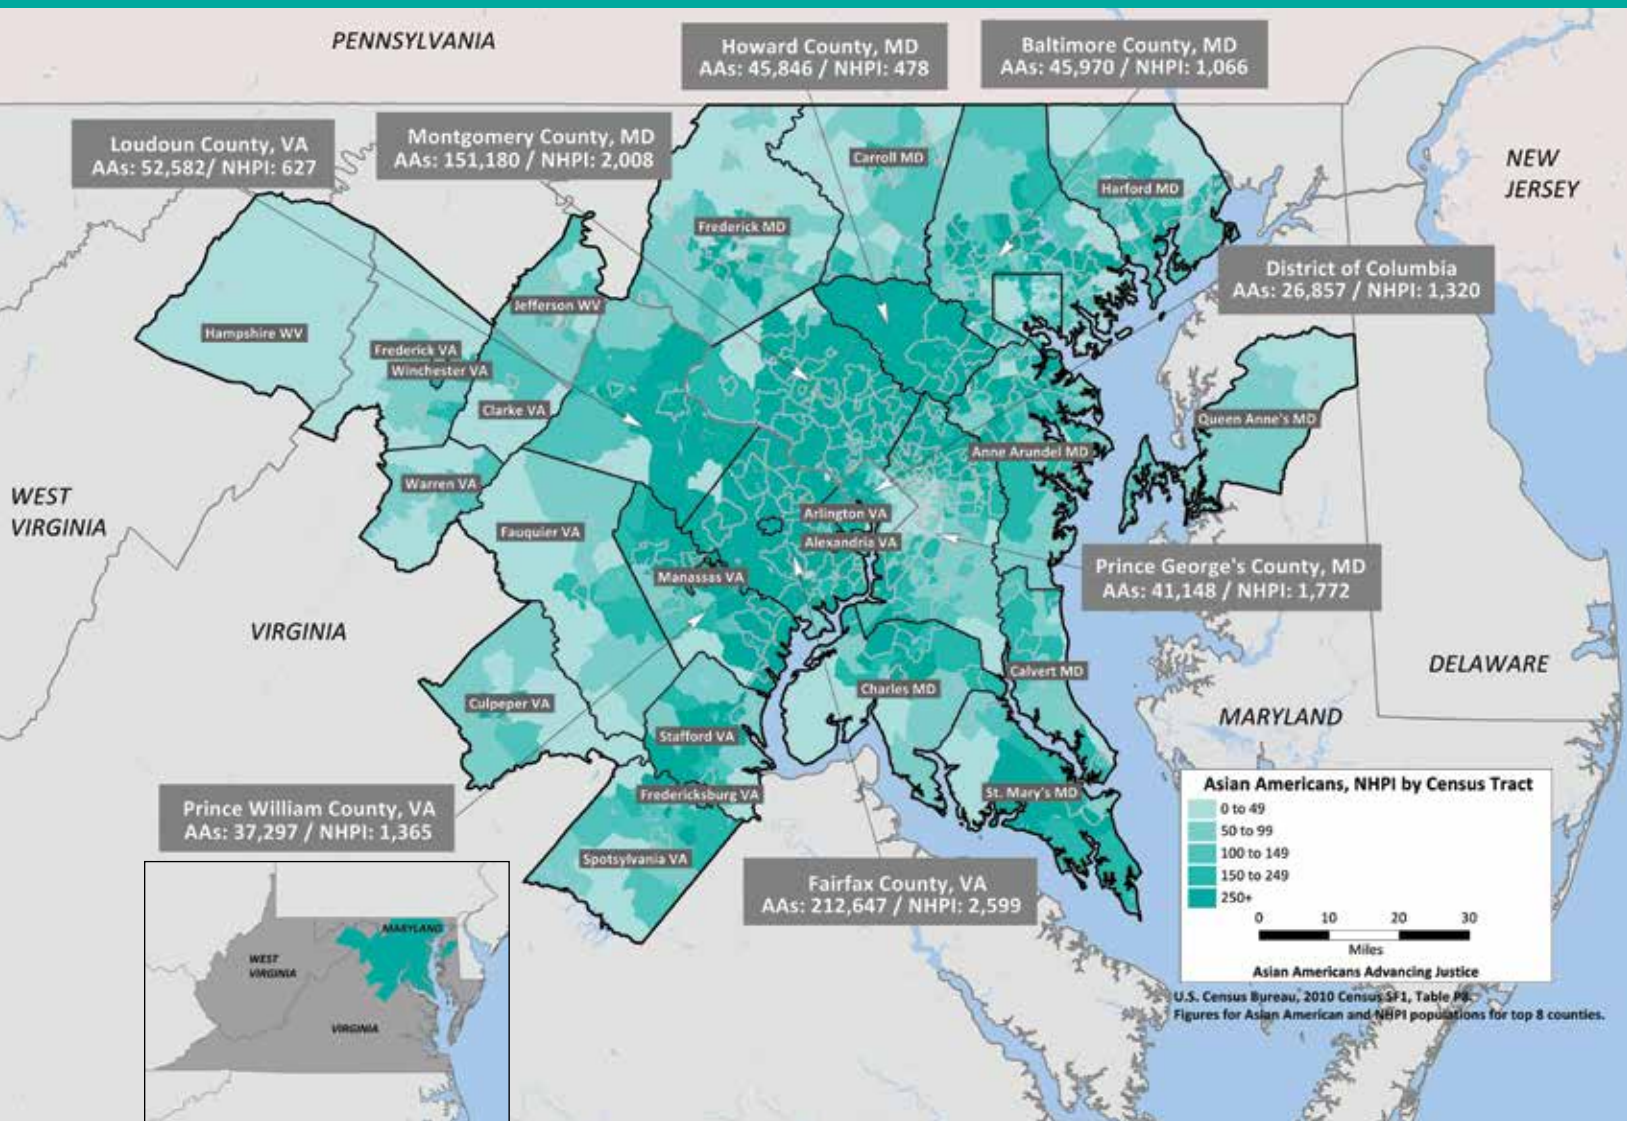 PENNSYLVANIA
Howard County, MD
AAs: 45,846 / NHPI: 478
Baltimore County, MD
AAs: 45,970 / NHPI: 1,066
Loudoun County, VA
AAs: 52,582/ NHPI: 627
Montgomery County, MD
AAs: 151,180 / NHPI: 2,008
NEW
JERSEY
Carroll MD
Harford MD
Frederick MD
District of Columbia
AAs: 26,857 / NHPI: 1,320
Jefferson WV
Hampshire WV
Frederick VA
Winchester VA
Clarke VA
Queen Anne's MD
Anne Arundel MD
Warren VA
WEST
VIRGINIA
Arlington VA
Fauquier VA
Alexandria VA
Manassas VA
Prince George's County, MD
AAs: 41,148 / NHPI: 1,772
VIRGINIA
DELAWARE
Calvert MD
Charles MD
Culpeper VA
MARYLAND
Stafford VA
Fredericksburg VA
St. Mary's MD
Prince William County, VA
AAs: 37,297 / NHPI: 1,365
Spotsylvania VA
Fairfax County, VA
AAs: 212,647 / NHPI: 2,599
Asian Americans, NHPI by Census Tract
0 to 49
50 to 99
100 to 149
150 to 249
250+
0 10 20 30
Miles
Asian Americans Advancing Justice
U.S. Census Bureau, 2010 Census SF1, Table P8.
Figures for Asian American and NHPI populations for top 8 counties.
MARYLAND
WEST
VIRGINIA
VIRGINIA